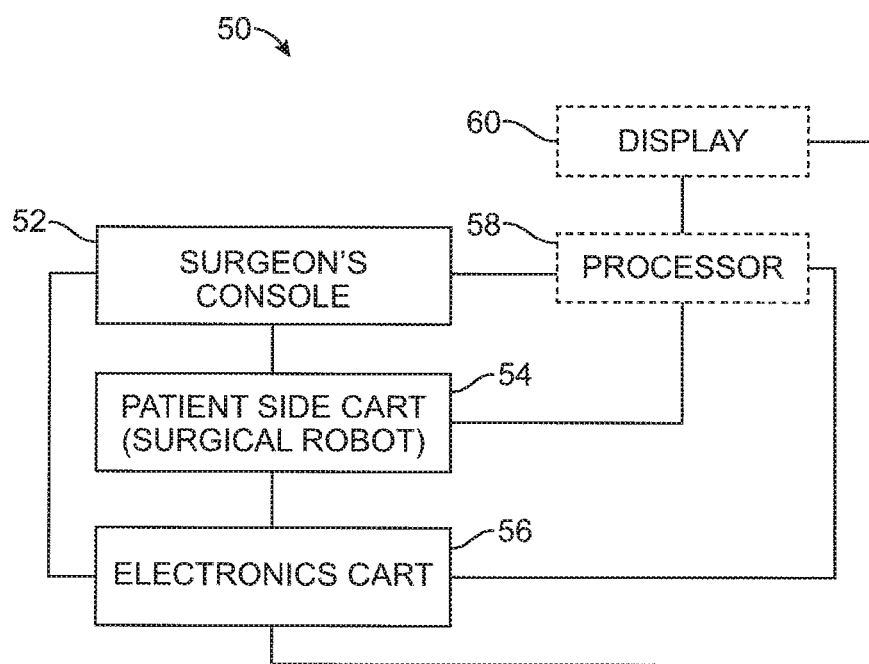 50
60
DISPLAY
52
58
SURGEON'S
CONSOLE
PROCESSOR
54
PATIENT SIDE CART
(SURGICAL ROBOT)
56
ELECTRONICS CART